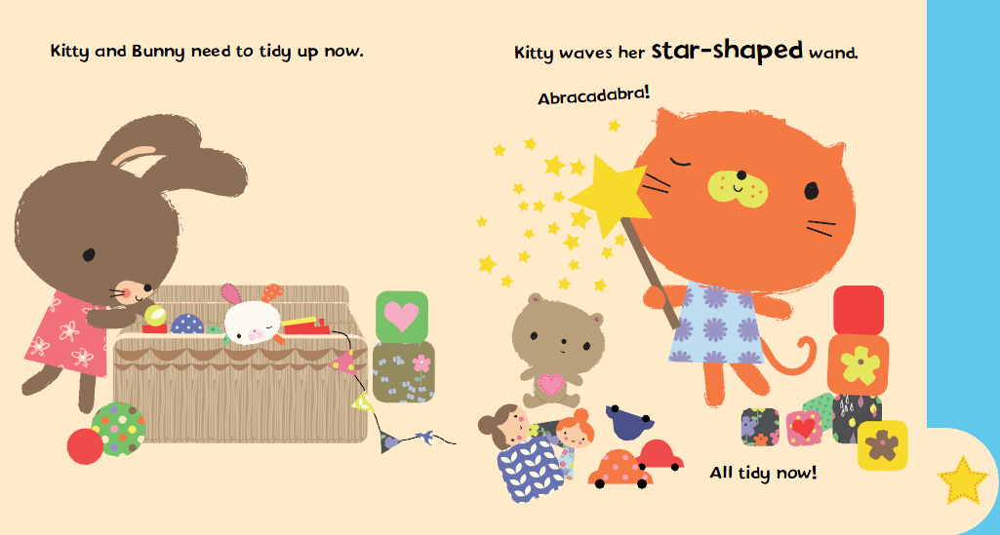 Kitty and Bunny need to tidy up now.
Kitty waves her star-shaped wand.
Abracadabra!
All tidy now!